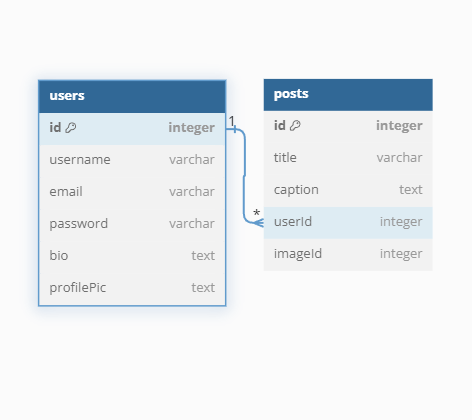 users
id integer
username varchar
email varchar
password varchar
bio text
profilePic text
1
*
posts
id integer
title varchar
caption text
userId integer
imageId integer